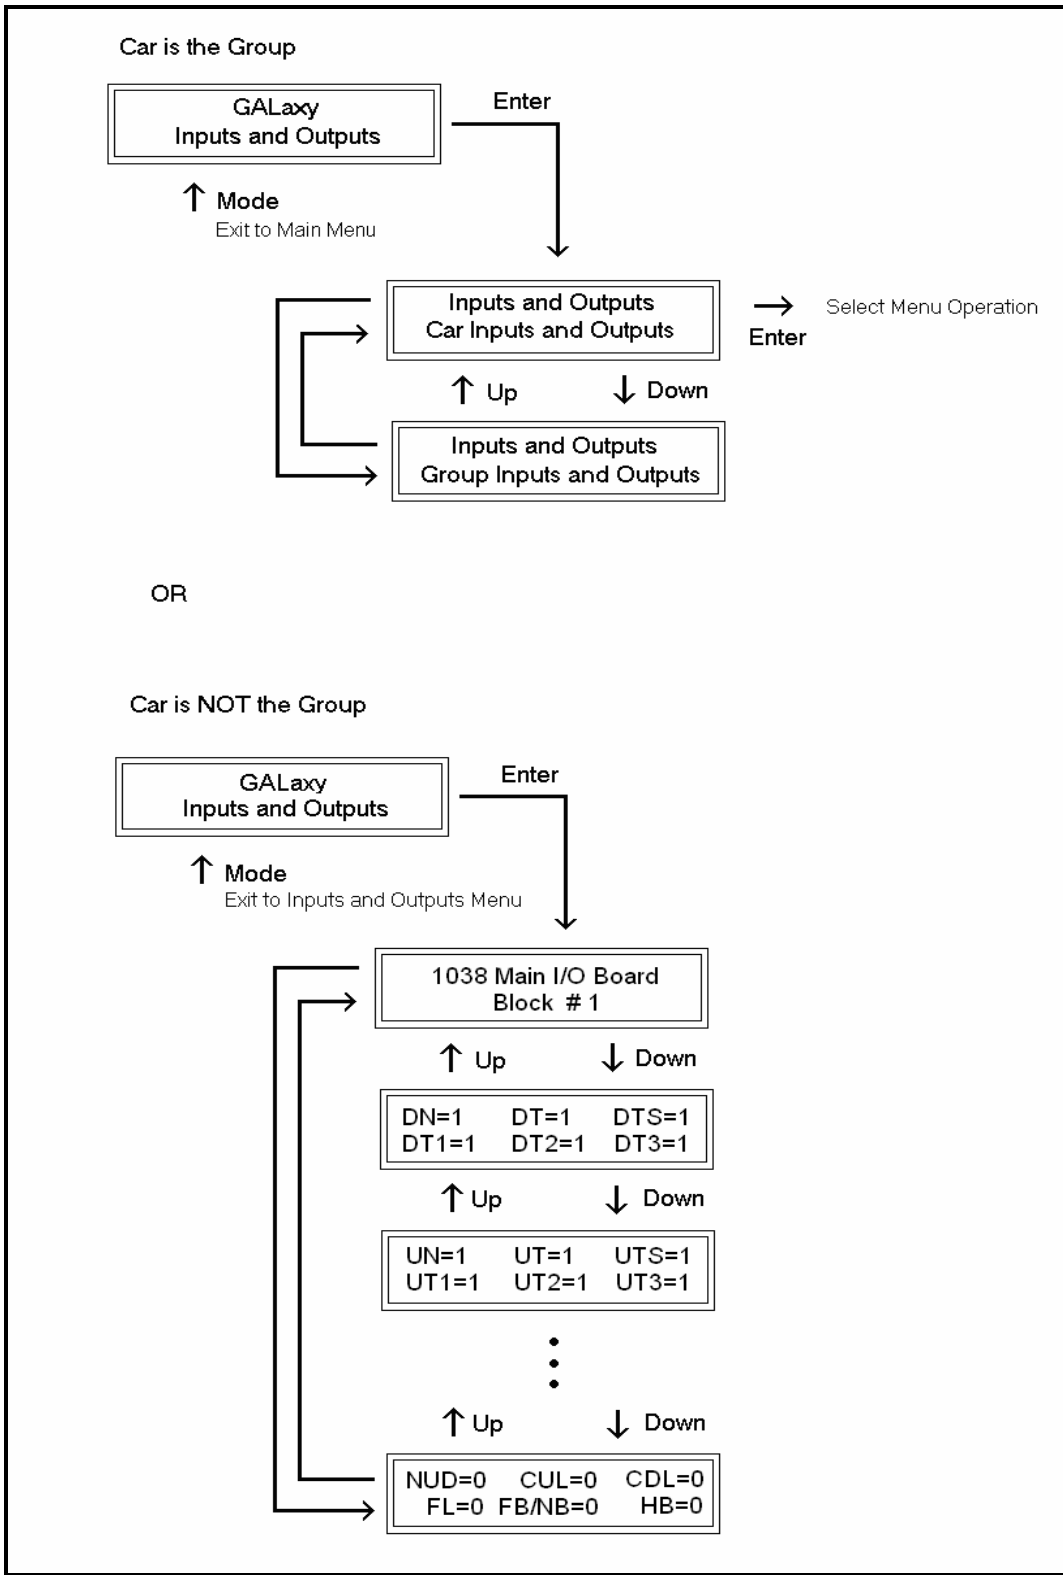 Car is the Group
GALaxy
Inputs and Outputs
Enter
↑ Mode
Exit to Main Menu
Inputs and Outputs
Car Inputs and Outputs
→ Select Menu Operation
Enter
↑ Up ↓ Down
Inputs and Outputs
Group Inputs and Outputs
OR
Car is NOT the Group
GALaxy
Inputs and Outputs
Enter
↑ Mode
Exit to Inputs and Outputs Menu
1038 Main I/O Board
Block # 1
↑ Up ↓ Down
DN=1 DT=1 DTS=1
DT1=1 DT2=1 DT3=1
↑ Up ↓ Down
UN=1 UT=1 UTS=1
UT1=1 UT2=1 UT3=1
↑ Up ↓ Down
NUD=0 CUL=0 CDL=0
FL=0 FB/NB=0 HB=0